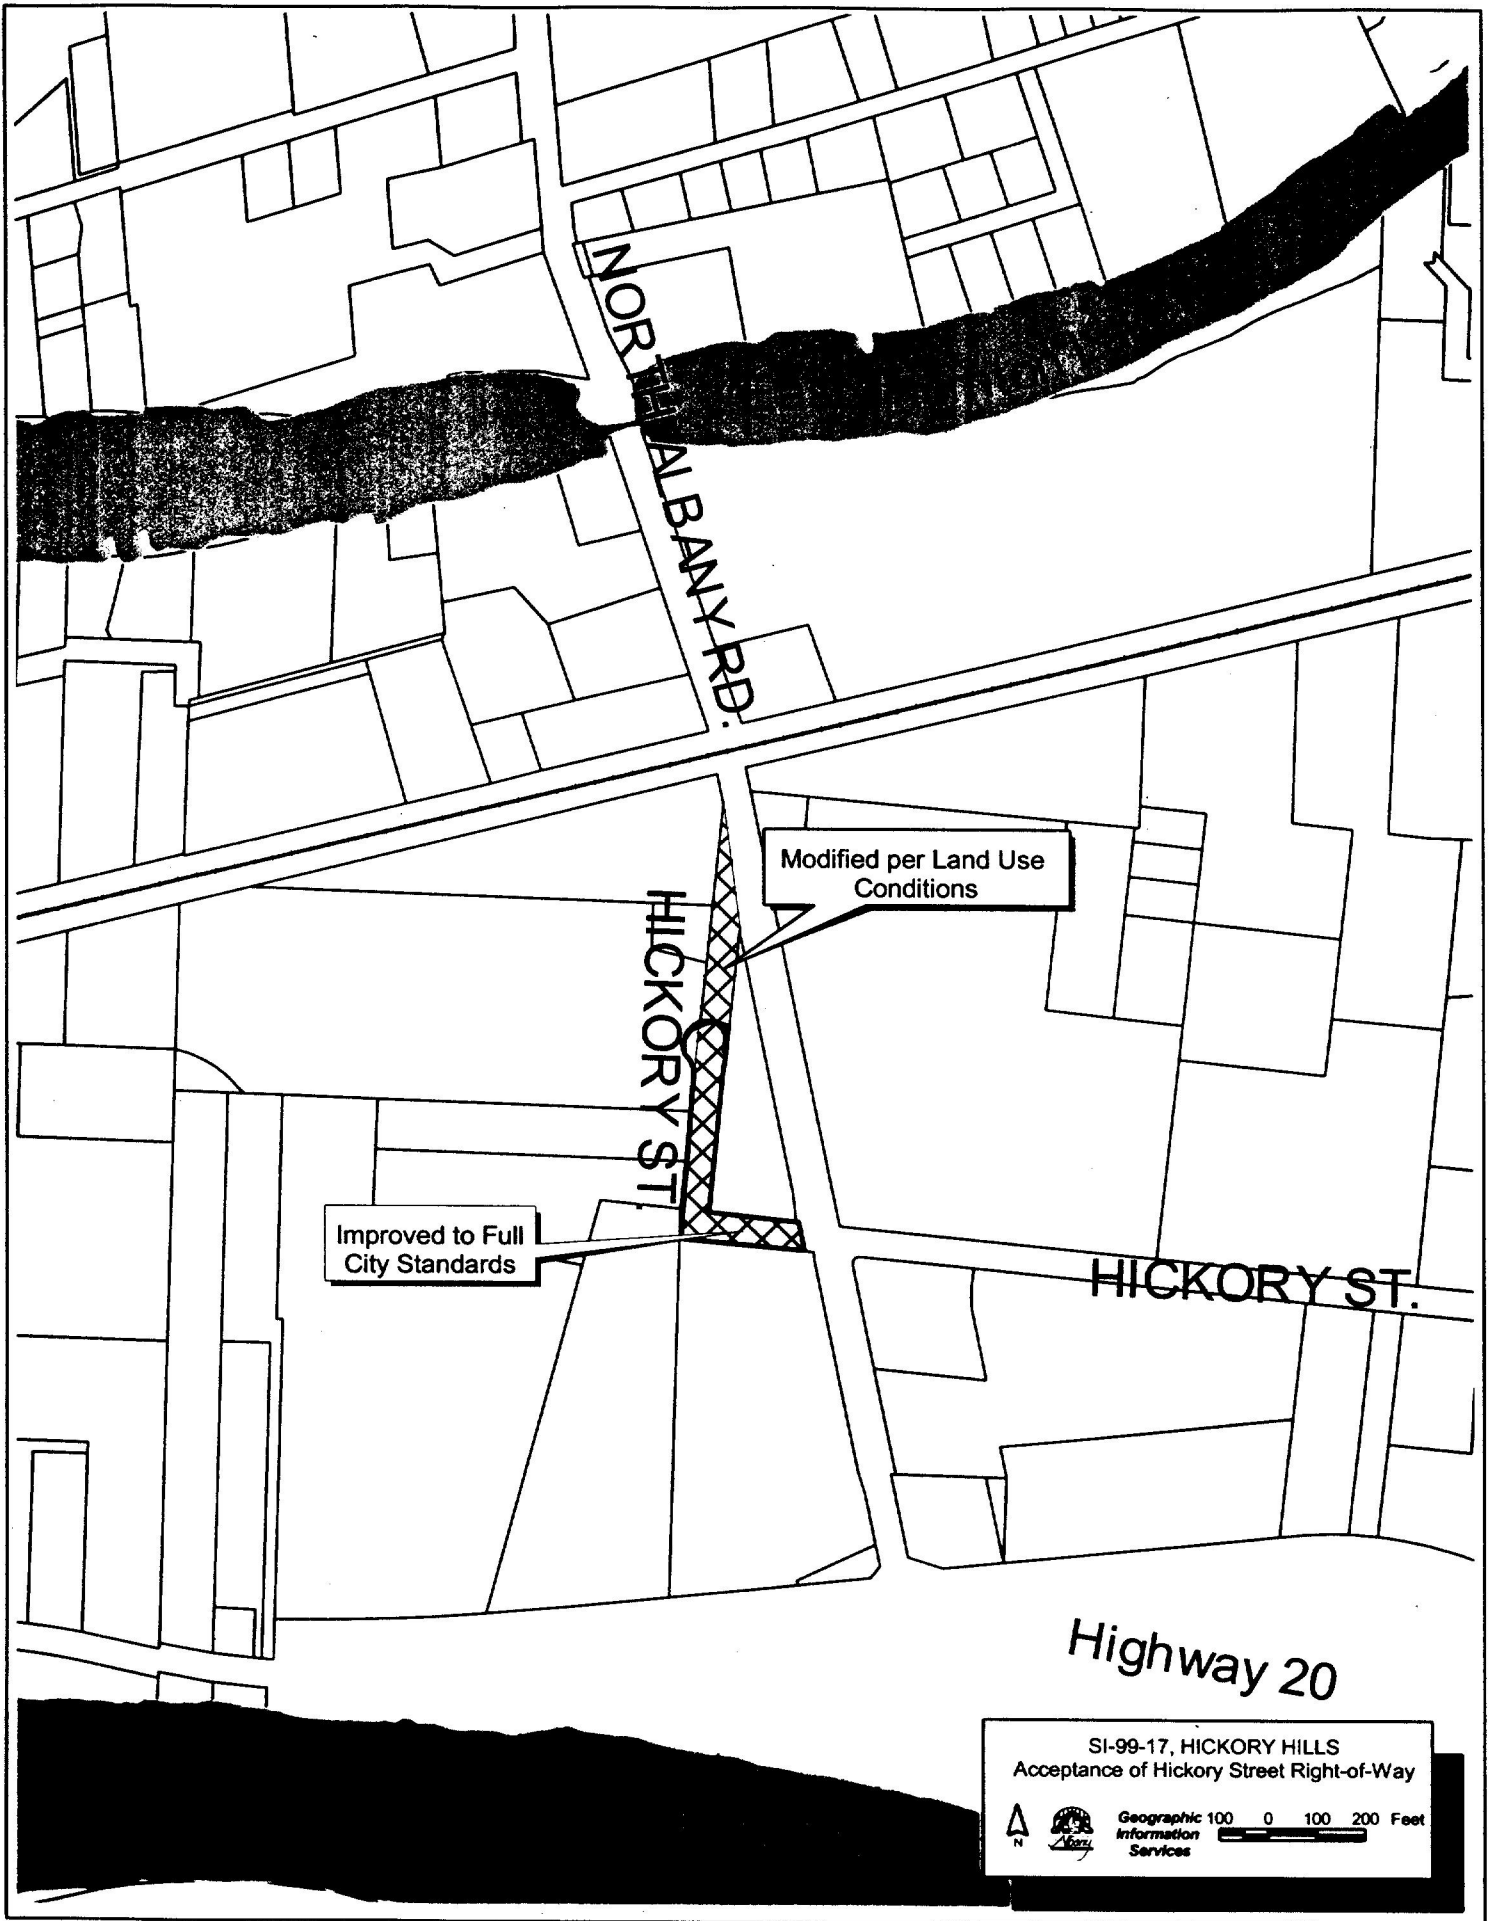 NORTH ALBANY RD.
Modified per Land Use
Conditions
HICKORY ST.
Improved to Full
City Standards
HICKORY ST.
Highway 20
SI-99-17, HICKORY HILLS
Acceptance of Hickory Street Right-of-Way
N
Albany
Geographic
Information
Services
100 0 100 200 Feet